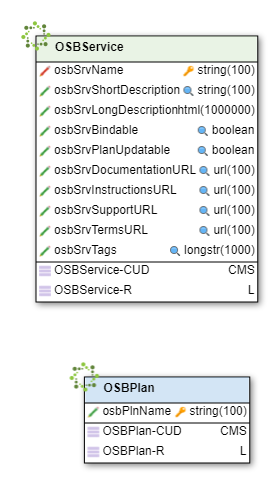 OSBService
osbSrvName string(100)
osbSrvShortDescription string(100)
osbSrvLongDescriptionhtml(1000000)
osbSrvBindable boolean
osbSrvPlanUpdatable boolean
osbSrvDocumentationURL url(100)
osbSrvInstructionsURL url(100)
osbSrvSupportURL url(100)
osbSrvTermsURL url(100)
osbSrvTags longstr(1000)
OSBService-CUD CMS
OSBService-R L
OSBPlan
osbPlnName string(100)
OSBPlan-CUD CMS
OSBPlan-R L